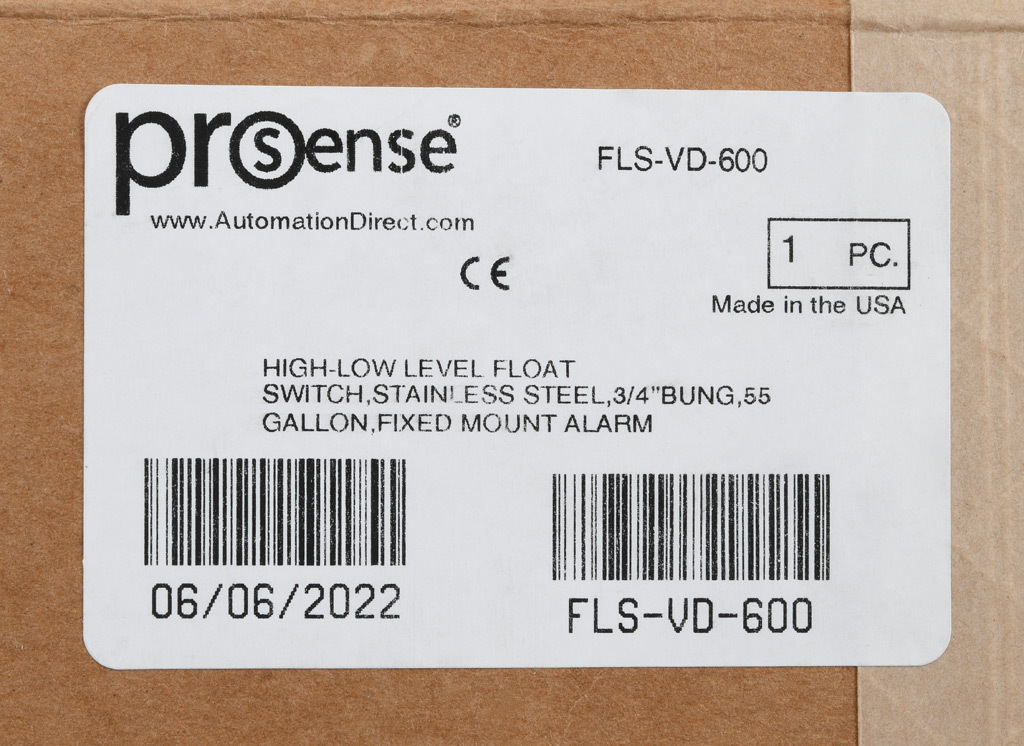 prosense®
FLS-VD-600
www.AutomationDirect.com
CE
1 PC.
Made in the USA
HIGH-LOW LEVEL FLOAT
SWITCH,STAINLESS STEEL,3/4"BUNG,55
GALLON,FIXED MOUNT ALARM
06/06/2022
FLS-VD-600